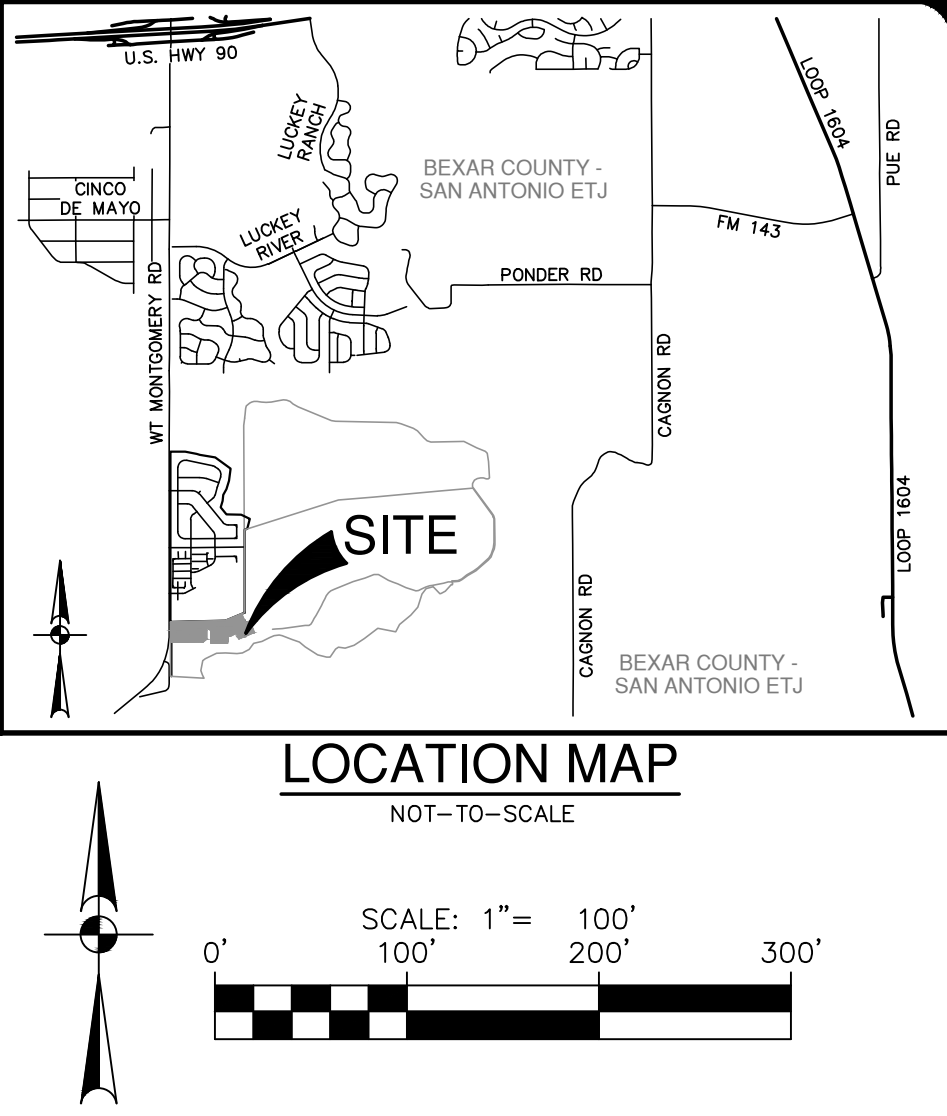 U.S. HWY 90
LOOP 1604
PUE RD
LUCKEY
RANCH
BEXAR COUNTY -
SAN ANTONIO ETJ
CINCO
DE MAYO
LUCKEY
RIVER
FM 143
PONDER RD
WT MONTGOMERY RD
CAGNON RD
SITE
LOOP 1604
CAGNON RD
BEXAR COUNTY -
SAN ANTONIO ETJ
LOCATION MAP
NOT-TO-SCALE
SCALE: 1"= 100'
0' 100' 200' 300'